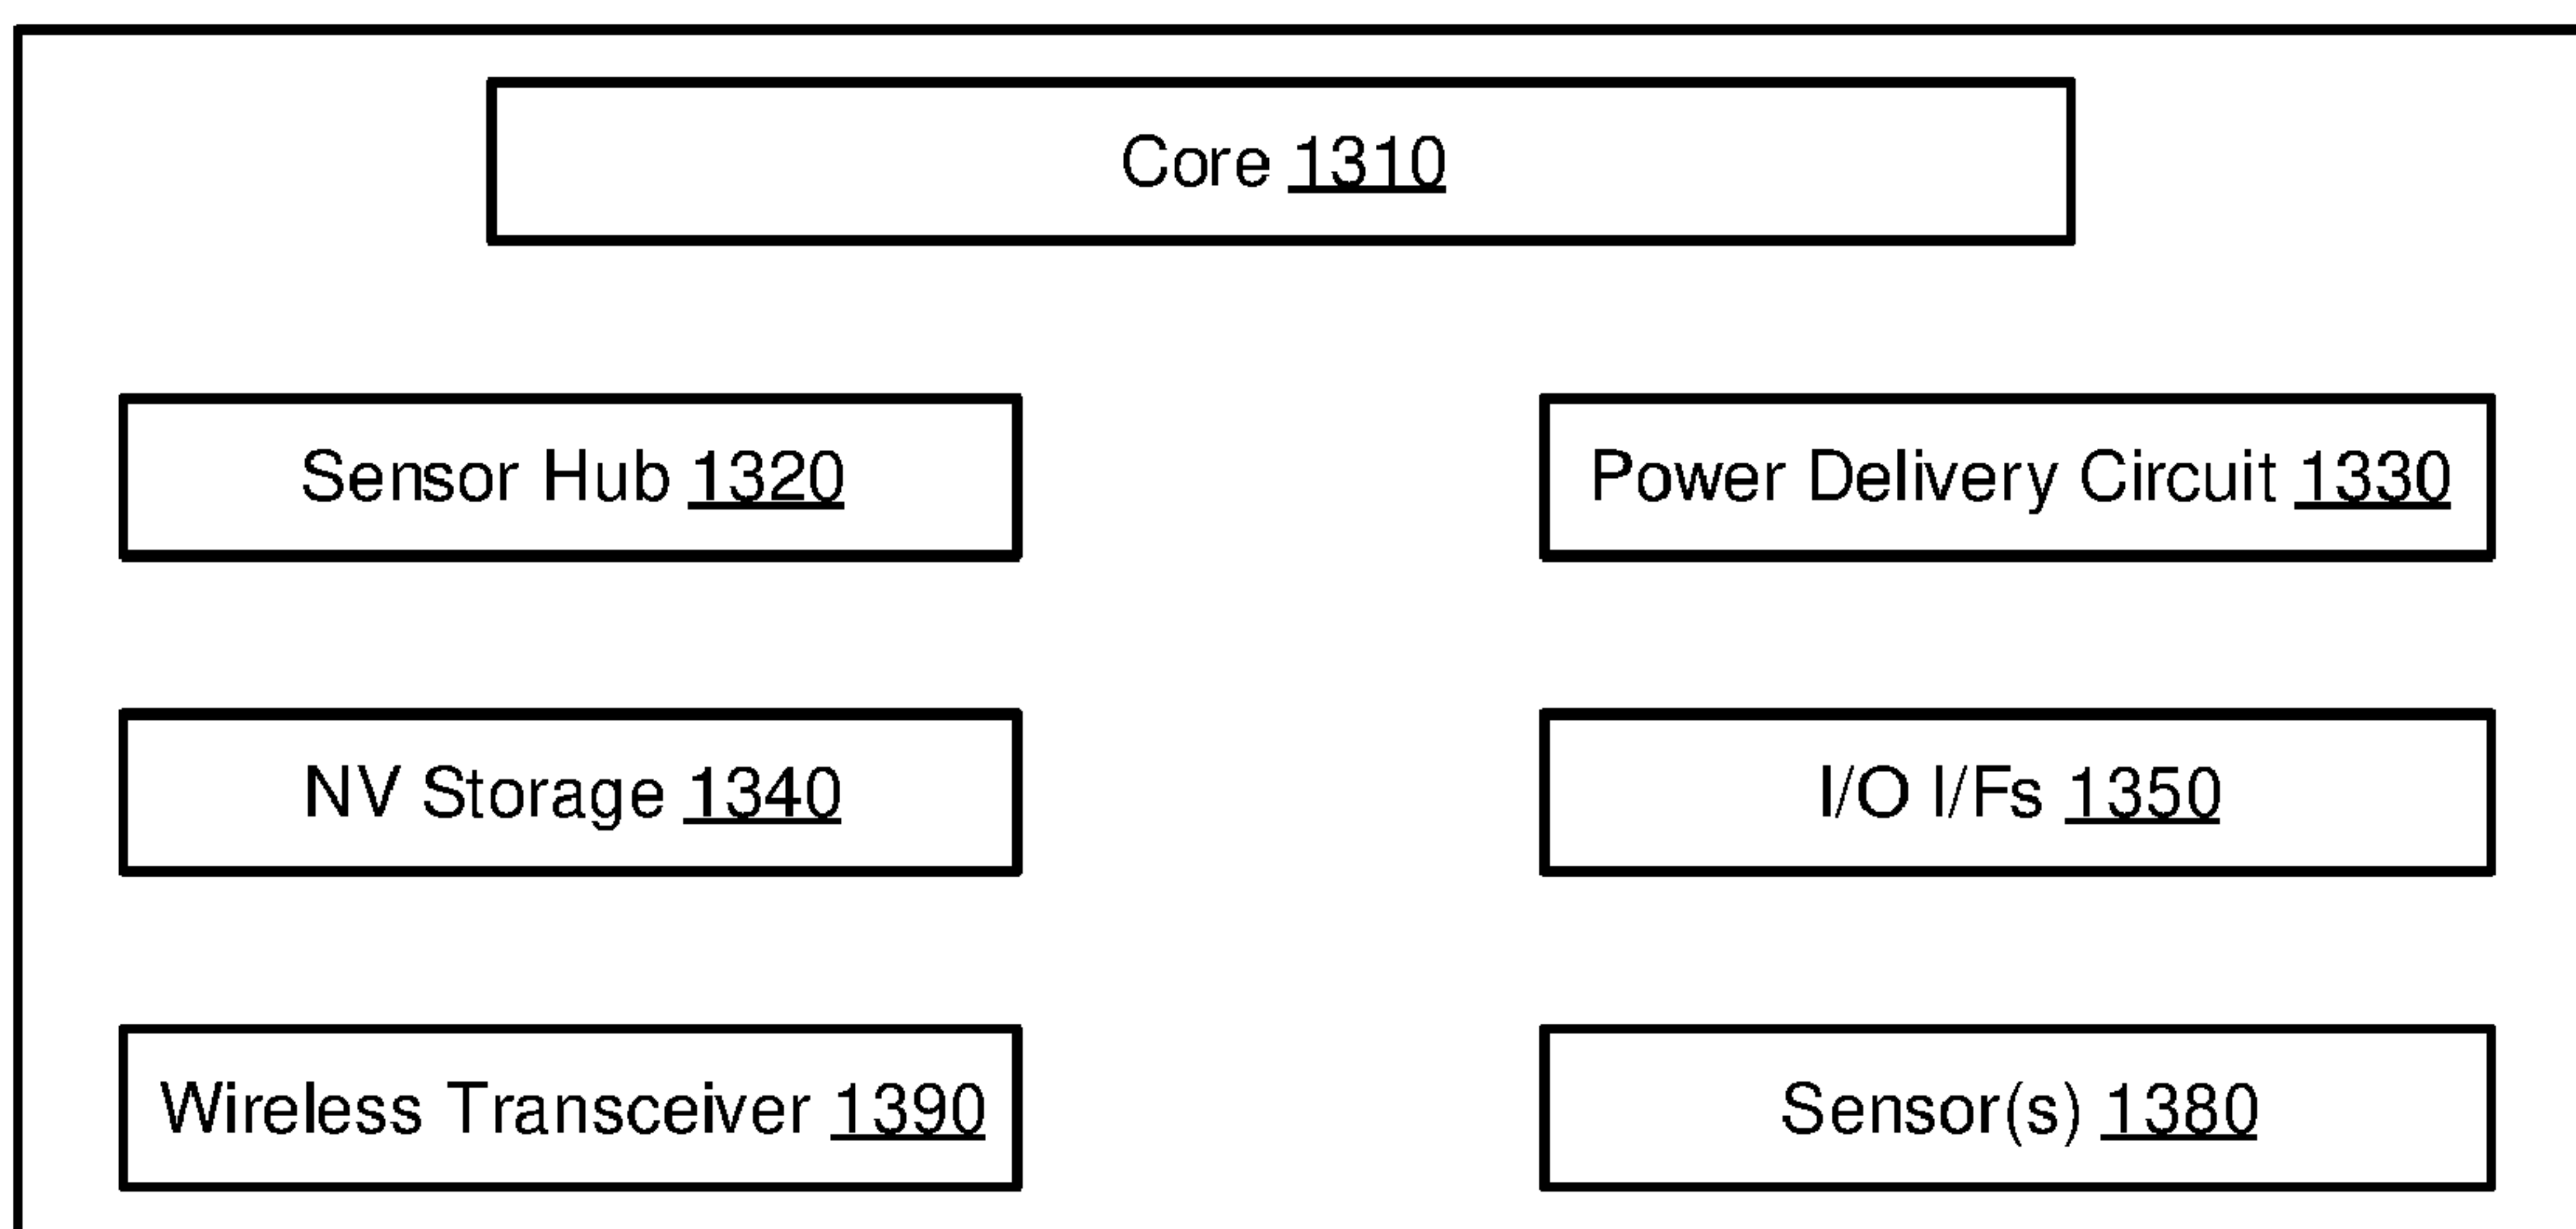 Core 1310
Sensor Hub 1320
Power Delivery Circuit 1330
NV Storage 1340
I/O I/Fs 1350
Wireless Transceiver 1390
Sensor(s) 1380